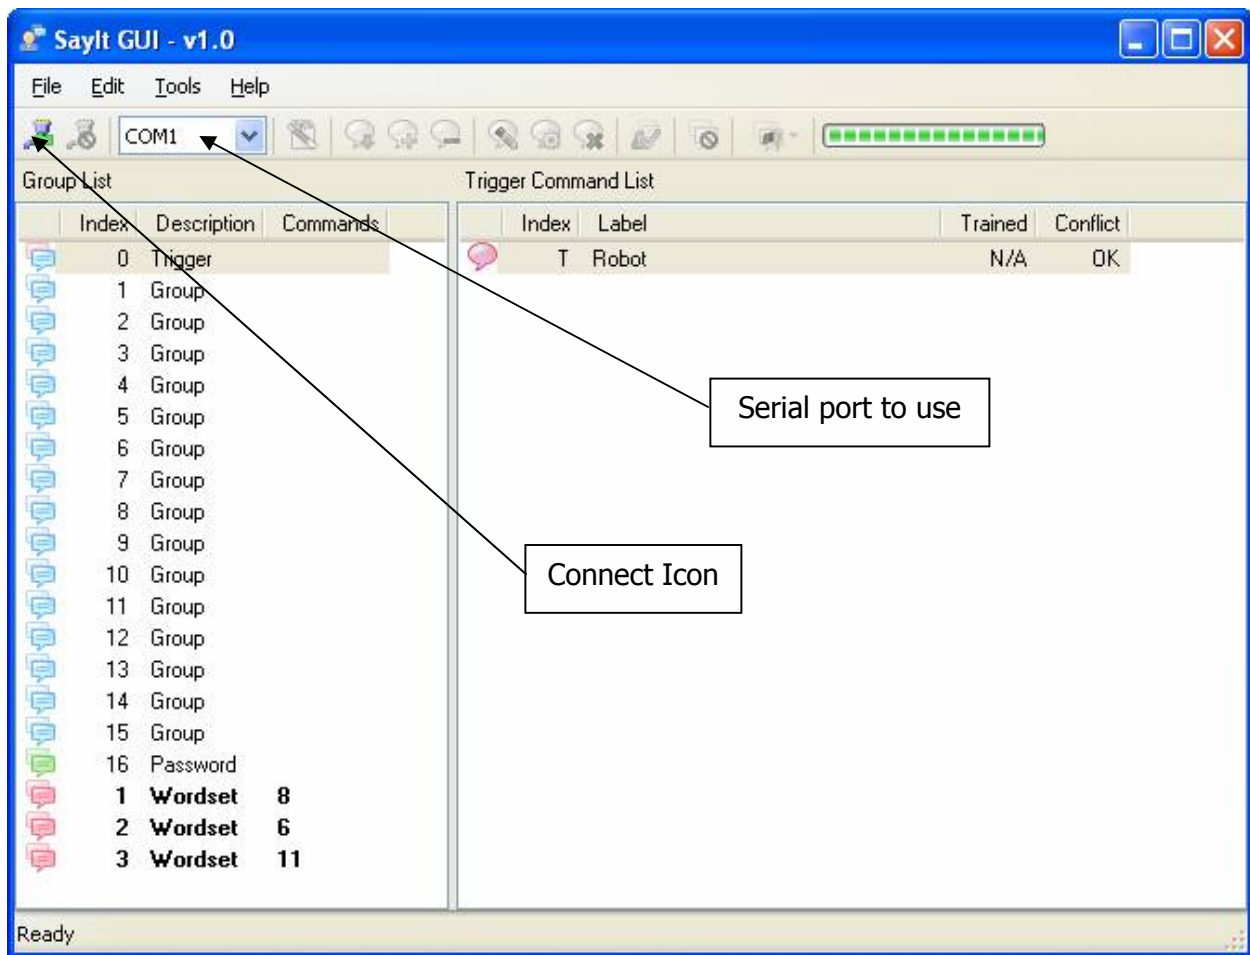 SayIt GUI - v1.0
File Edit Tools Help
COM1
Group List
Trigger Command List
Index Description Commands
Index Label Trained Conflict
0 Trigger
T Robot N/A OK
1 Group
2 Group
3 Group
4 Group
5 Group
6 Group
7 Group
8 Group
9 Group
10 Group
11 Group
12 Group
13 Group
14 Group
15 Group
16 Password
1 Wordset 8
2 Wordset 6
3 Wordset 11
Serial port to use
Connect Icon
Ready